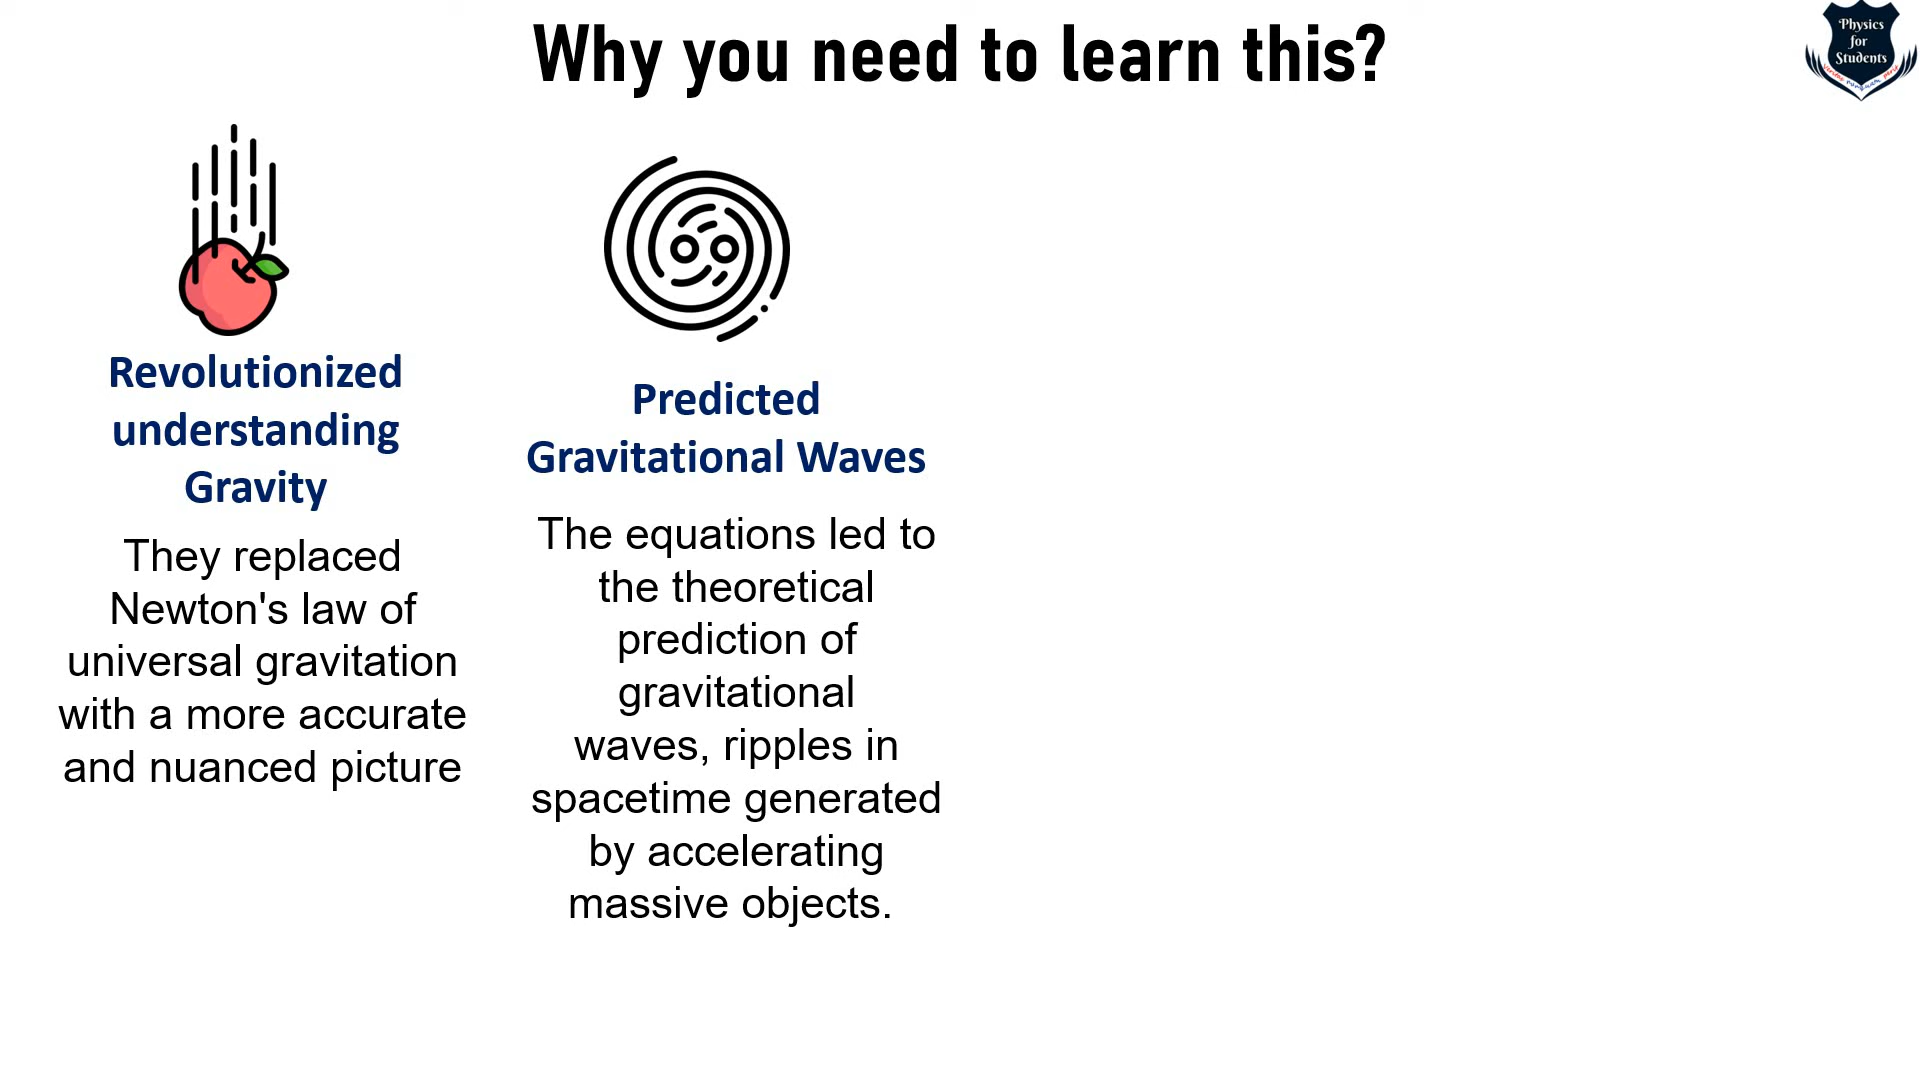 Why you need to learn this?
Physics
for
Students
Revolutionized
understanding
Gravity
They replaced
Newton's law of
universal gravitation
with a more accurate
and nuanced picture
Predicted
Gravitational Waves
The equations led to
the theoretical
prediction of
gravitational
waves, ripples in
spacetime generated
by accelerating
massive objects.